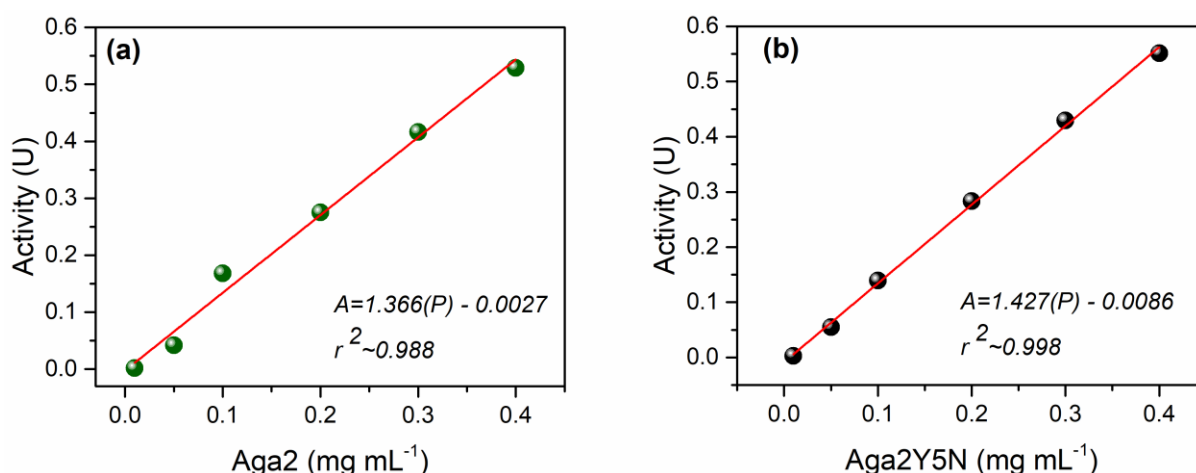 (a)
Activity (U)
0.6
0.5
0.4
0.3
0.2
0.1
0.0
A=1.366(P) - 0.0027
r 2~0.988
0.0 0.1 0.2 0.3 0.4
Aga2 (mg mL-1)
(b)
Activity (U)
0.6
0.5
0.4
0.3
0.2
0.1
0.0
A=1.427(P) - 0.0086
r 2~0.998
0.0 0.1 0.2 0.3 0.4
Aga2Y5N (mg mL-1)